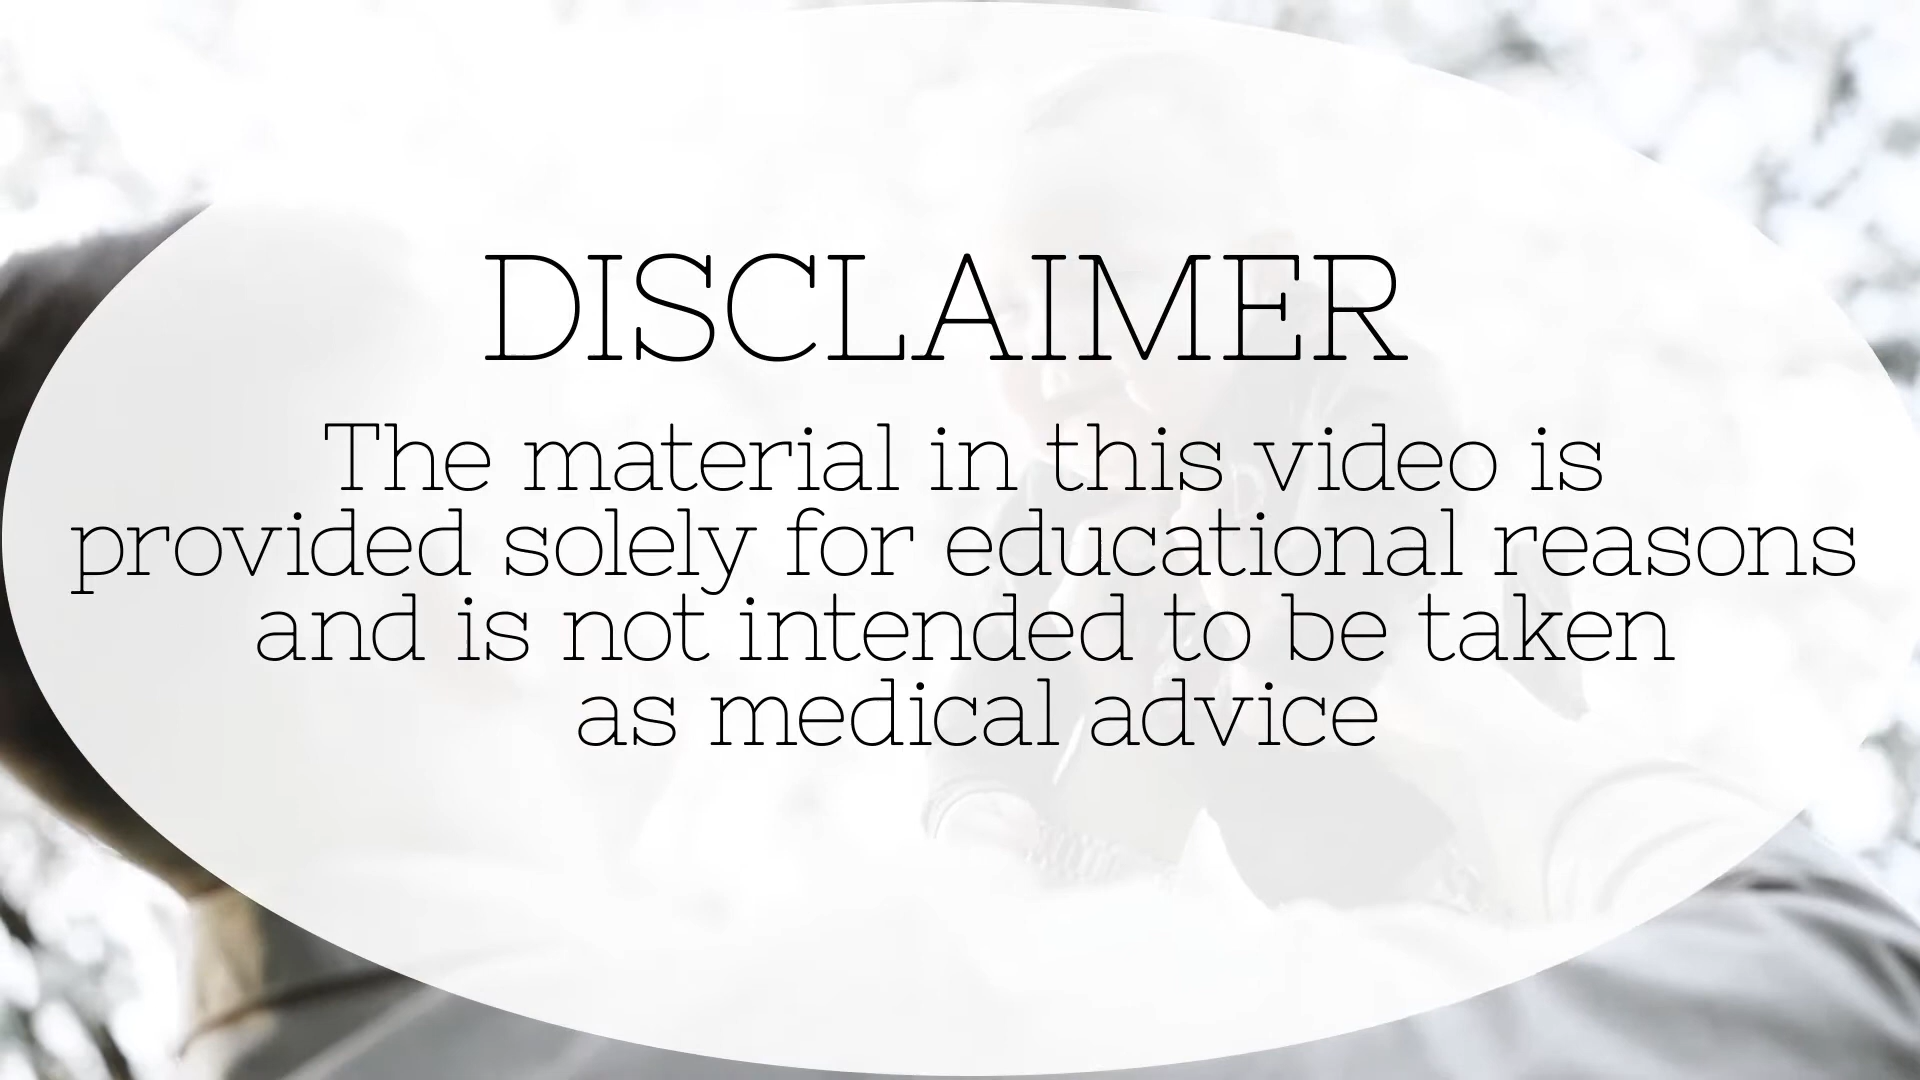 DISCLAIMER
The material in this video is
provided solely for educational reasons
and is not intended to be taken
as medical advice